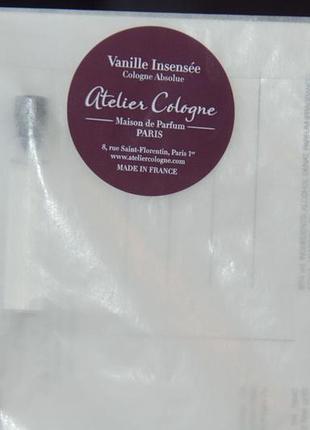 Vanille Insensée
Cologne Absolue
Atelier Cologne
Maison de Parfum
PARIS
8, rue Saint-Florentin, Paris 1er
www.ateliercologne.com
MADE IN FRANCE